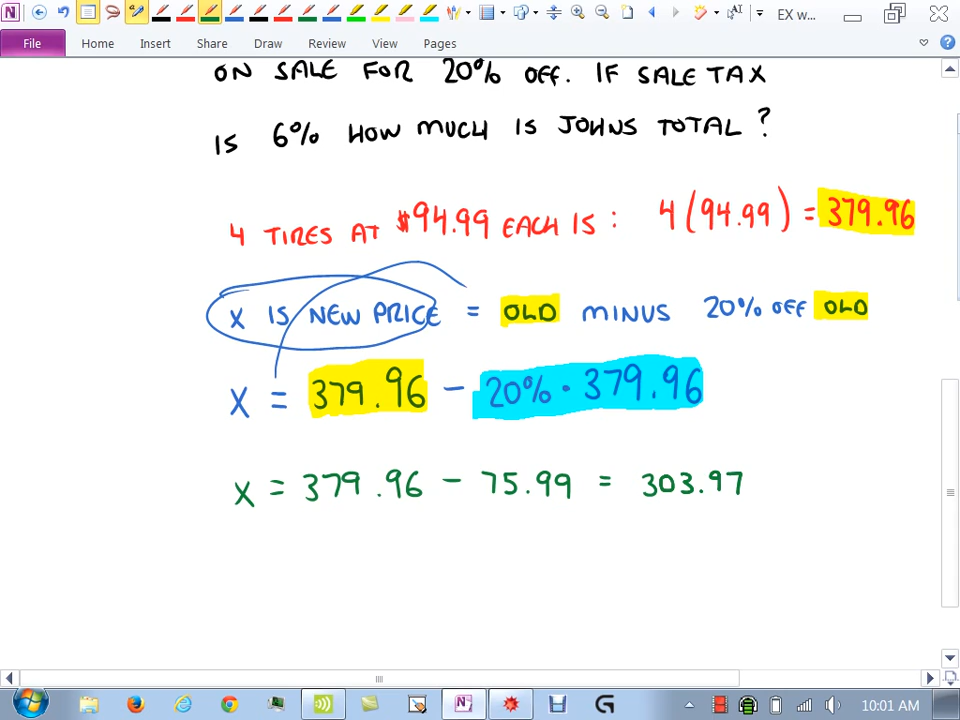 EX w...
File Home Insert Share Draw Review View Pages
ON SALE FOR 20% OFF. IF SALE TAX
IS 6% HOW MUCH IS JOHNS TOTAL ?
4 TIRES AT $94.99 EACH IS : 4(94.99) = 379.96
X IS NEW PRICE = OLD MINUS 20% OFF OLD
X = 379.96 - 20% · 379.96
X = 379.96 - 75.99 = 303.97
10:01 AM